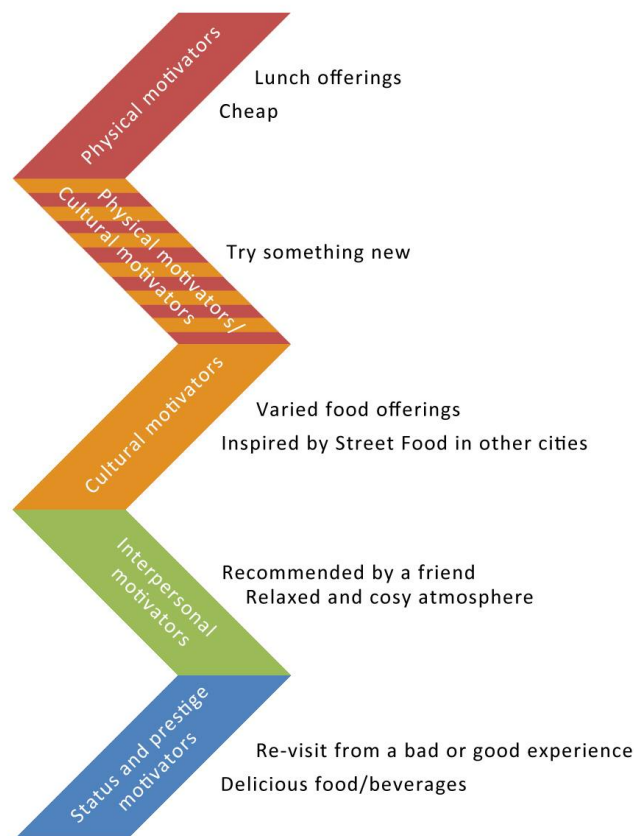 Physical motivators
Lunch offerings
Cheap
Physical motivators/
Cultural motivators
Try something new
Cultural motivators
Varied food offerings
Inspired by Street Food in other cities
Interpersonal
motivators
Recommended by a friend
Relaxed and cosy atmosphere
Status and prestige
motivators
Re-visit from a bad or good experience
Delicious food/beverages